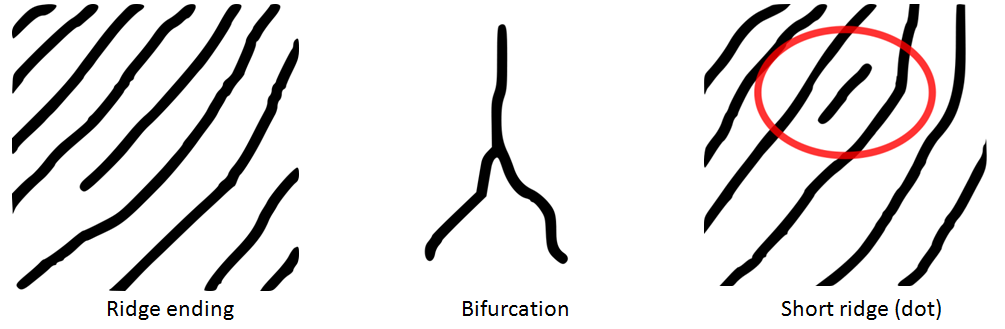 Ridge ending
Bifurcation
Short ridge (dot)